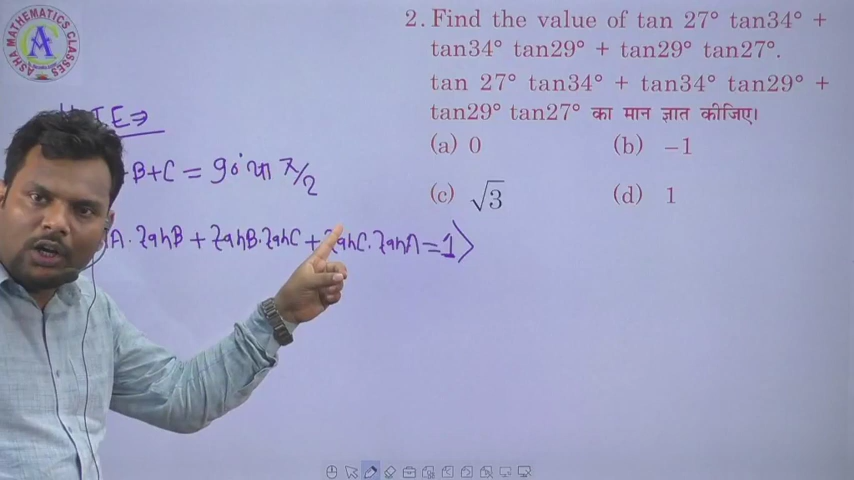 ASHA MATHEMATICS CLASSES
2. Find the value of tan 27° tan34° +
tan34° tan29° + tan29° tan27°.
tan 27° tan34° + tan34° tan29° +
tan29° tan27° का मान ज्ञात कीजिए।
(a) 0 (b) −1
(c) √3 (d) 1
B+C = 90° या π/2
A.tanB + tanB.tanC + tanC.tanA = 1